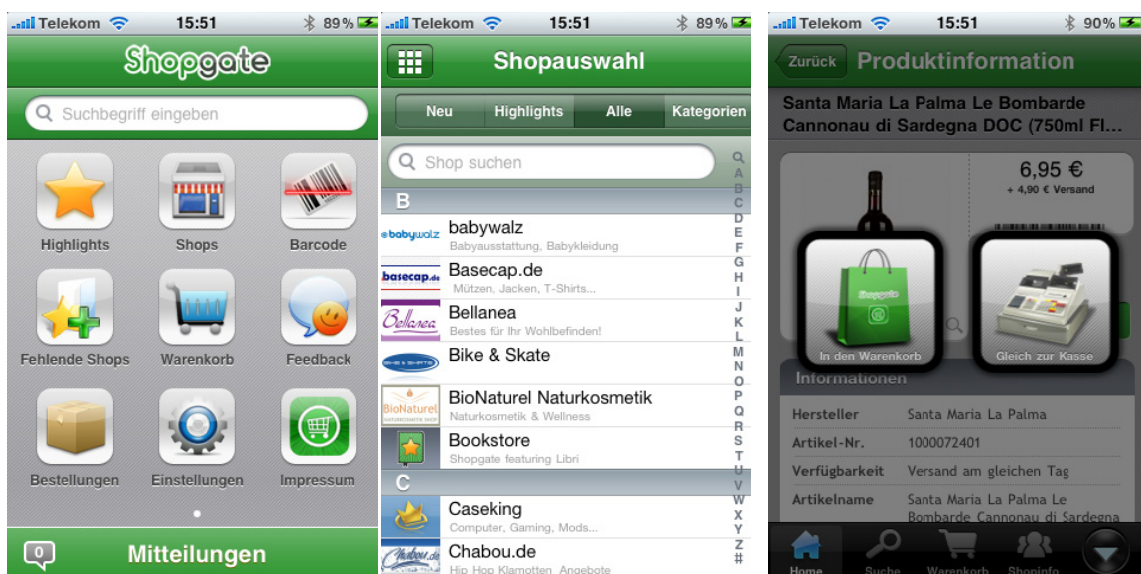 Telekom 15:51 89%
Shopgate
Suchbegriff eingeben
Highlights Shops Barcode
Fehlende Shops Warenkorb Feedback
Bestellungen Einstellungen Impressum
0 Mitteilungen
Telekom 15:51 89%
Shopauswahl
Neu Highlights Alle Kategorien
Shop suchen
B
babywalz babywalz
Babyausstattung, Babykleidung
basecap.de Basecap.de
Mützen, Jacken, T-Shirts...
Bellanea Bellanea
Bestes für Ihr Wohlbefinden!
BIKE & SKATE Bike & Skate
BioNaturel BioNaturel Naturkosmetik
Naturkosmetik & Wellness
Bookstore
Shopgate featuring Libri
C
Caseking
Computer, Gaming, Mods...
Chabou.de Chabou.de
Hip Hop Klamotten, Angebote
A
B
C
D
E
F
G
H
I
J
K
L
M
N
O
P
Q
R
S
T
U
V
W
X
Y
Z
#
Telekom 15:51 90%
Zurück Produktinformation
Santa Maria La Palma Le Bombarde
Cannonau di Sardegna DOC (750ml Fl...
6,95 €
+ 4,90 € Versand
Shopgate
In den Warenkorb Gleich zur Kasse
Informationen
Hersteller Santa Maria La Palma
Artikel-Nr. 1000072401
Verfügbarkeit Versand am gleichen Tag
Artikelname Santa Maria La Palma Le
Bombarde Cannonau di Sardegna
Home Suche Warenkorb Shopinfo